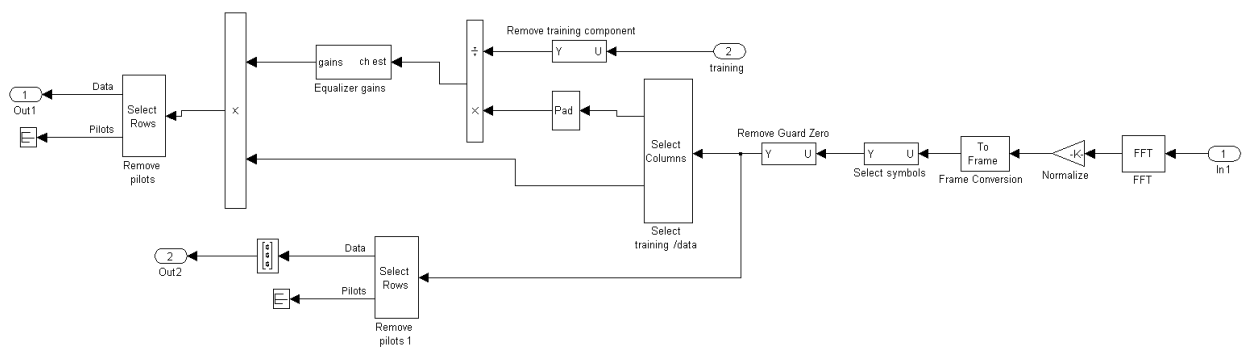 Remove training component
÷
Y U
2
training
gains ch est
Equalizer gains
Data
1
Out1
Select
Rows
Pilots
Remove
pilots
×
×
Pad
Select
Columns
Select
training /data
Remove Guard Zero
Y U
Y U
Select symbols
To
Frame
Frame Conversion
-K-
Normalize
FFT
FFT
1
In1
Data
2
Out2
Select
Rows
Pilots
Remove
pilots 1